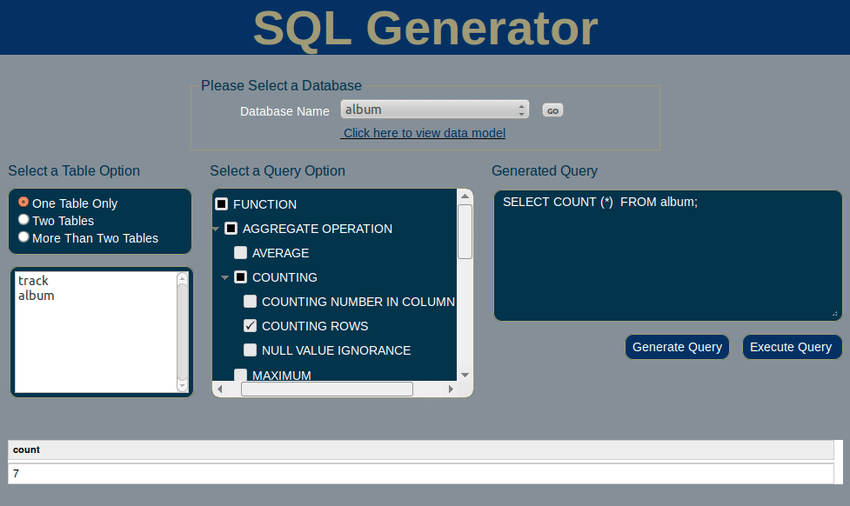 SQL Generator
Please Select a Database
Database Name album GO
Click here to view data model
Select a Table Option
One Table Only
Two Tables
More Than Two Tables
track
album
Select a Query Option
FUNCTION
AGGREGATE OPERATION
AVERAGE
COUNTING
COUNTING NUMBER IN COLUMN
COUNTING ROWS
NULL VALUE IGNORANCE
MAXIMUM
Generated Query
SELECT COUNT (*)  FROM album;
Generate Query Execute Query
count
7